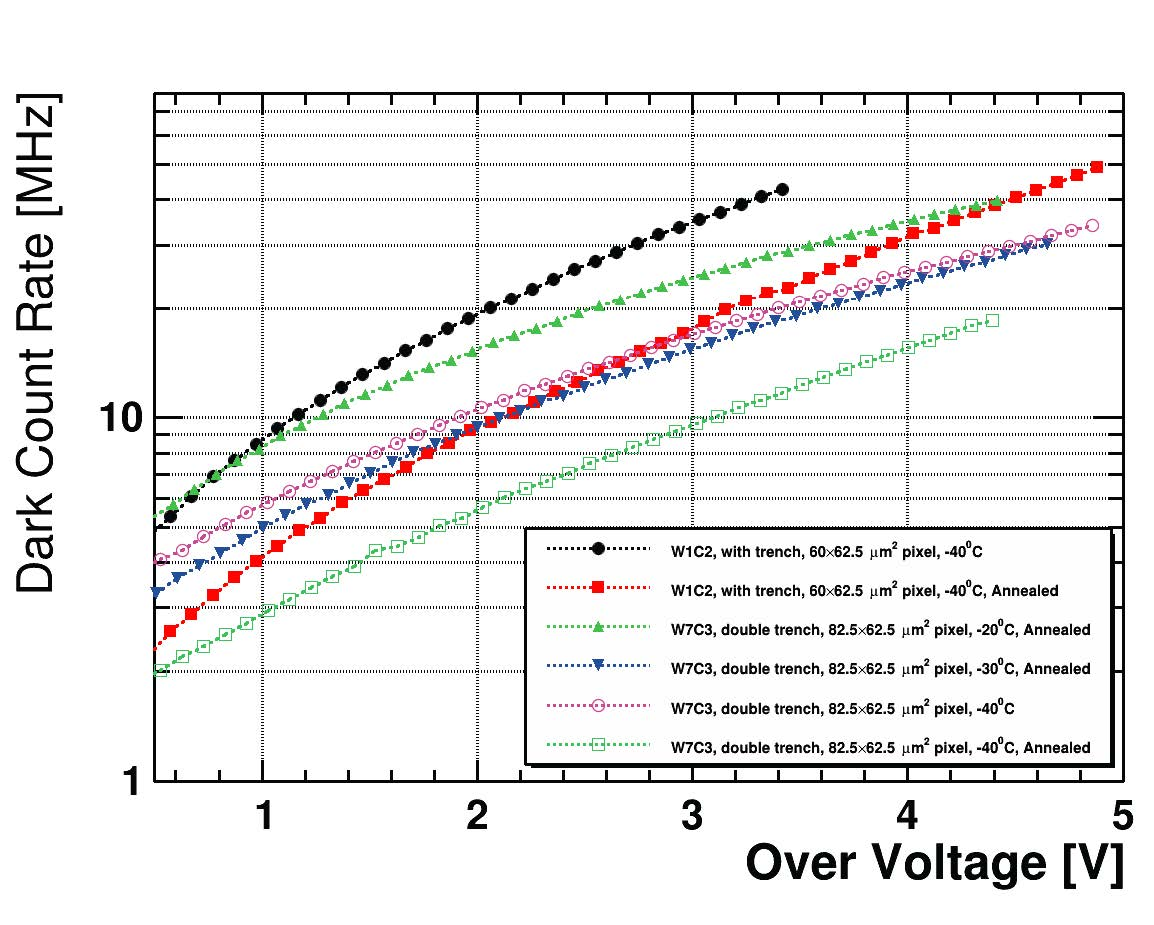 Dark Count Rate [MHz]
10
1
W1C2, with trench, 60×62.5 μm² pixel, -40⁰C
W1C2, with trench, 60×62.5 μm² pixel, -40⁰C, Annealed
W7C3, double trench, 82.5×62.5 μm² pixel, -20⁰C, Annealed
W7C3, double trench, 82.5×62.5 μm² pixel, -30⁰C, Annealed
W7C3, double trench, 82.5×62.5 μm² pixel, -40⁰C
W7C3, double trench, 82.5×62.5 μm² pixel, -40⁰C, Annealed
1 2 3 4 5
Over Voltage [V]